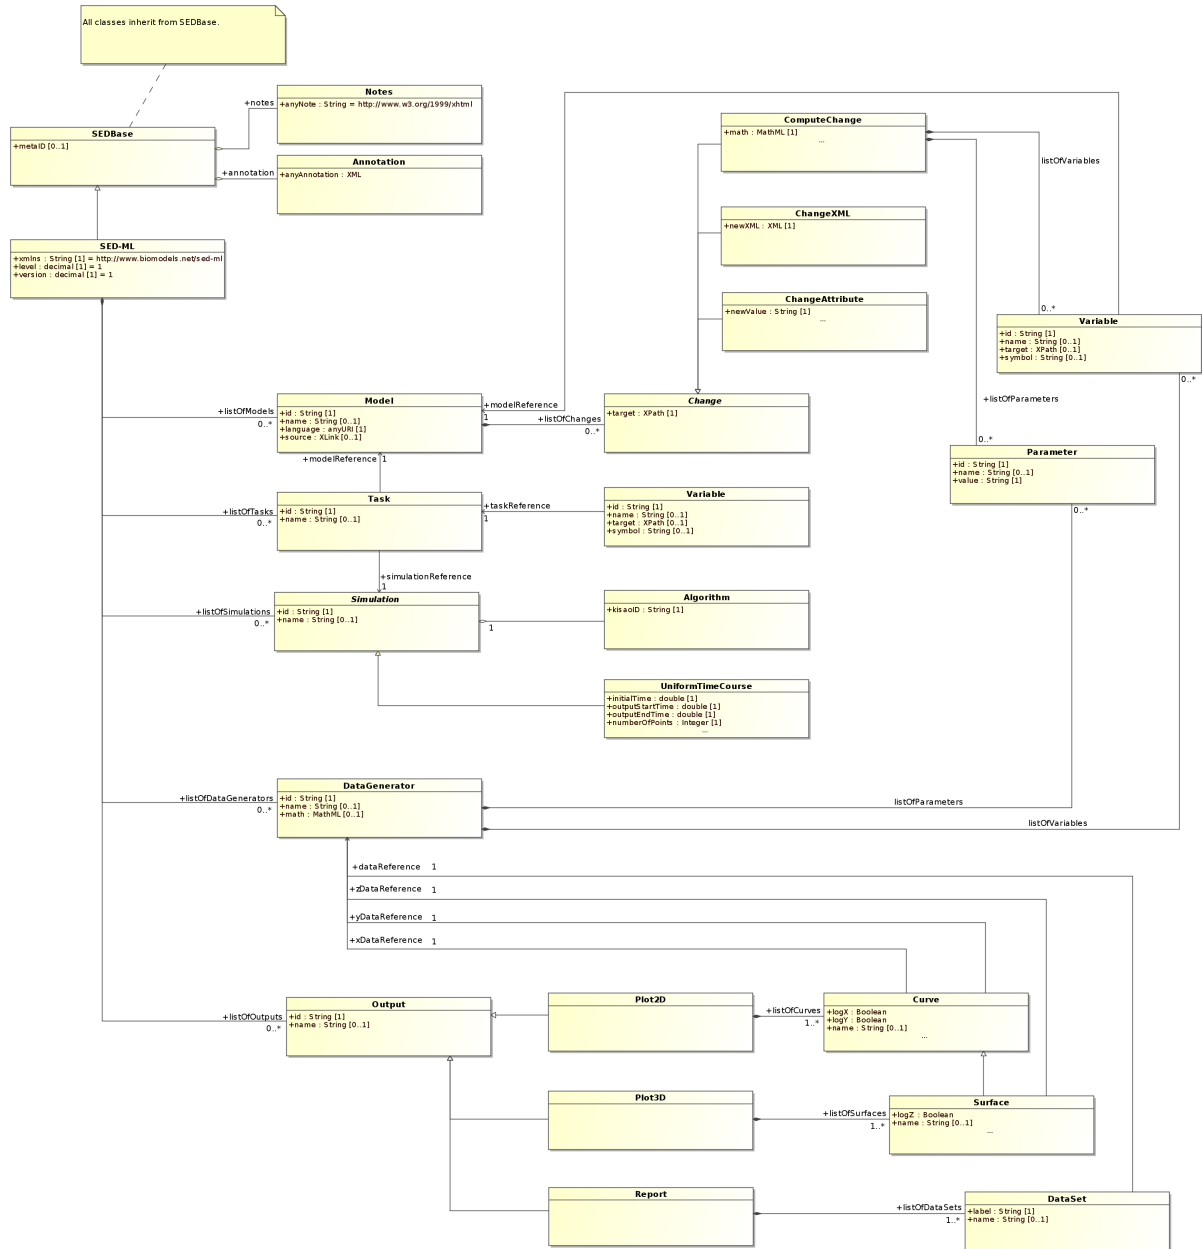 All classes inherit from SEDBase.
Notes
+anyNote : String = http://www.w3.org/1999/xhtml
+notes
SEDBase
+metaID [0..1]
Annotation
+anyAnnotation : XML
+annotation
SED-ML
+xmlns : String [1] = http://www.biomodels.net/sed-ml
+level : decimal [1] = 1
+version : decimal [1] = 1
ComputeChange
+math : MathML [1]
...
listOfVariables
0..*
ChangeXML
+newXML : XML [1]
ChangeAttribute
+newValue : String [1]
...
Variable
+id : String [1]
+name : String [0..1]
+target : XPath [0..1]
+symbol : String [0..1]
0..*
+listOfModels
0..*
Model
+id : String [1]
+name : String [0..1]
+language : anyURI [1]
+source : XLink [0..1]
+modelReference
1
+listOfChanges
0..*
Change
+target : XPath [1]
+listOfParameters
0..*
Parameter
+id : String [1]
+name : String [0..1]
+value : String [1]
0..*
+modelReference
1
+listOfTasks
0..*
Task
+id : String [1]
+name : String [0..1]
+taskReference
1
Variable
+id : String [1]
+name : String [0..1]
+target : XPath [0..1]
+symbol : String [0..1]
+simulationReference
1
+listOfSimulations
0..*
Simulation
+id : String [1]
+name : String [0..1]
1
Algorithm
+kisaoID : String [1]
UniformTimeCourse
+initialTime : double [1]
+outputStartTime : double [1]
+outputEndTime : double [1]
+numberOfPoints : Integer [1]
...
+listOfDataGenerators
0..*
DataGenerator
+id : String [1]
+name : String [0..1]
+math : MathML [0..1]
listOfParameters
listOfVariables
+dataReference 1
+zDataReference 1
+yDataReference 1
+xDataReference 1
+listOfOutputs
0..*
Output
+id : String [1]
+name : String [0..1]
Plot2D
+listOfCurves
1..*
Curve
+logX : Boolean
+logY : Boolean
+name : String [0..1]
...
Plot3D
+listOfSurfaces
1..*
Surface
+logZ : Boolean
+name : String [0..1]
...
Report
+listOfDataSets
1..*
DataSet
+label : String [1]
+name : String [0..1]